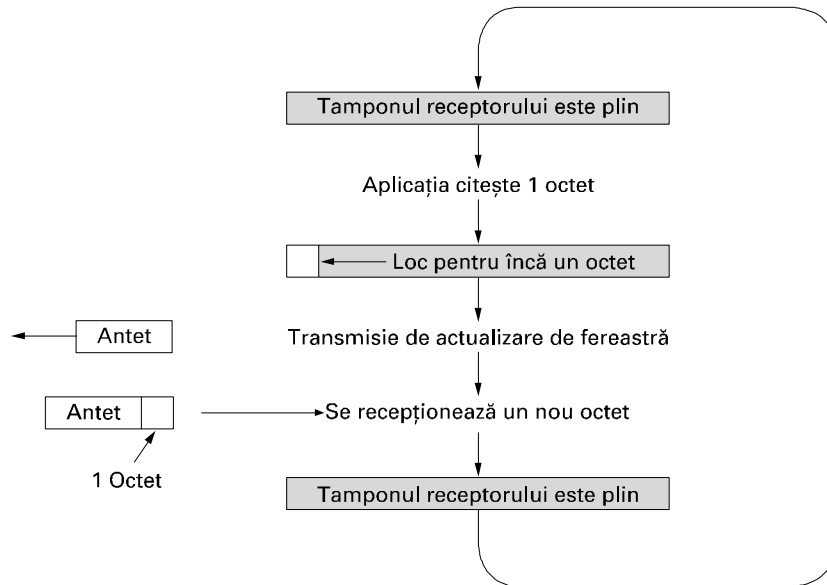 Tamponul receptorului este plin
Aplicația citește 1 octet
Loc pentru încă un octet
Antet
Transmisie de actualizare de fereastră
Antet
Se recepționează un nou octet
1 Octet
Tamponul receptorului este plin